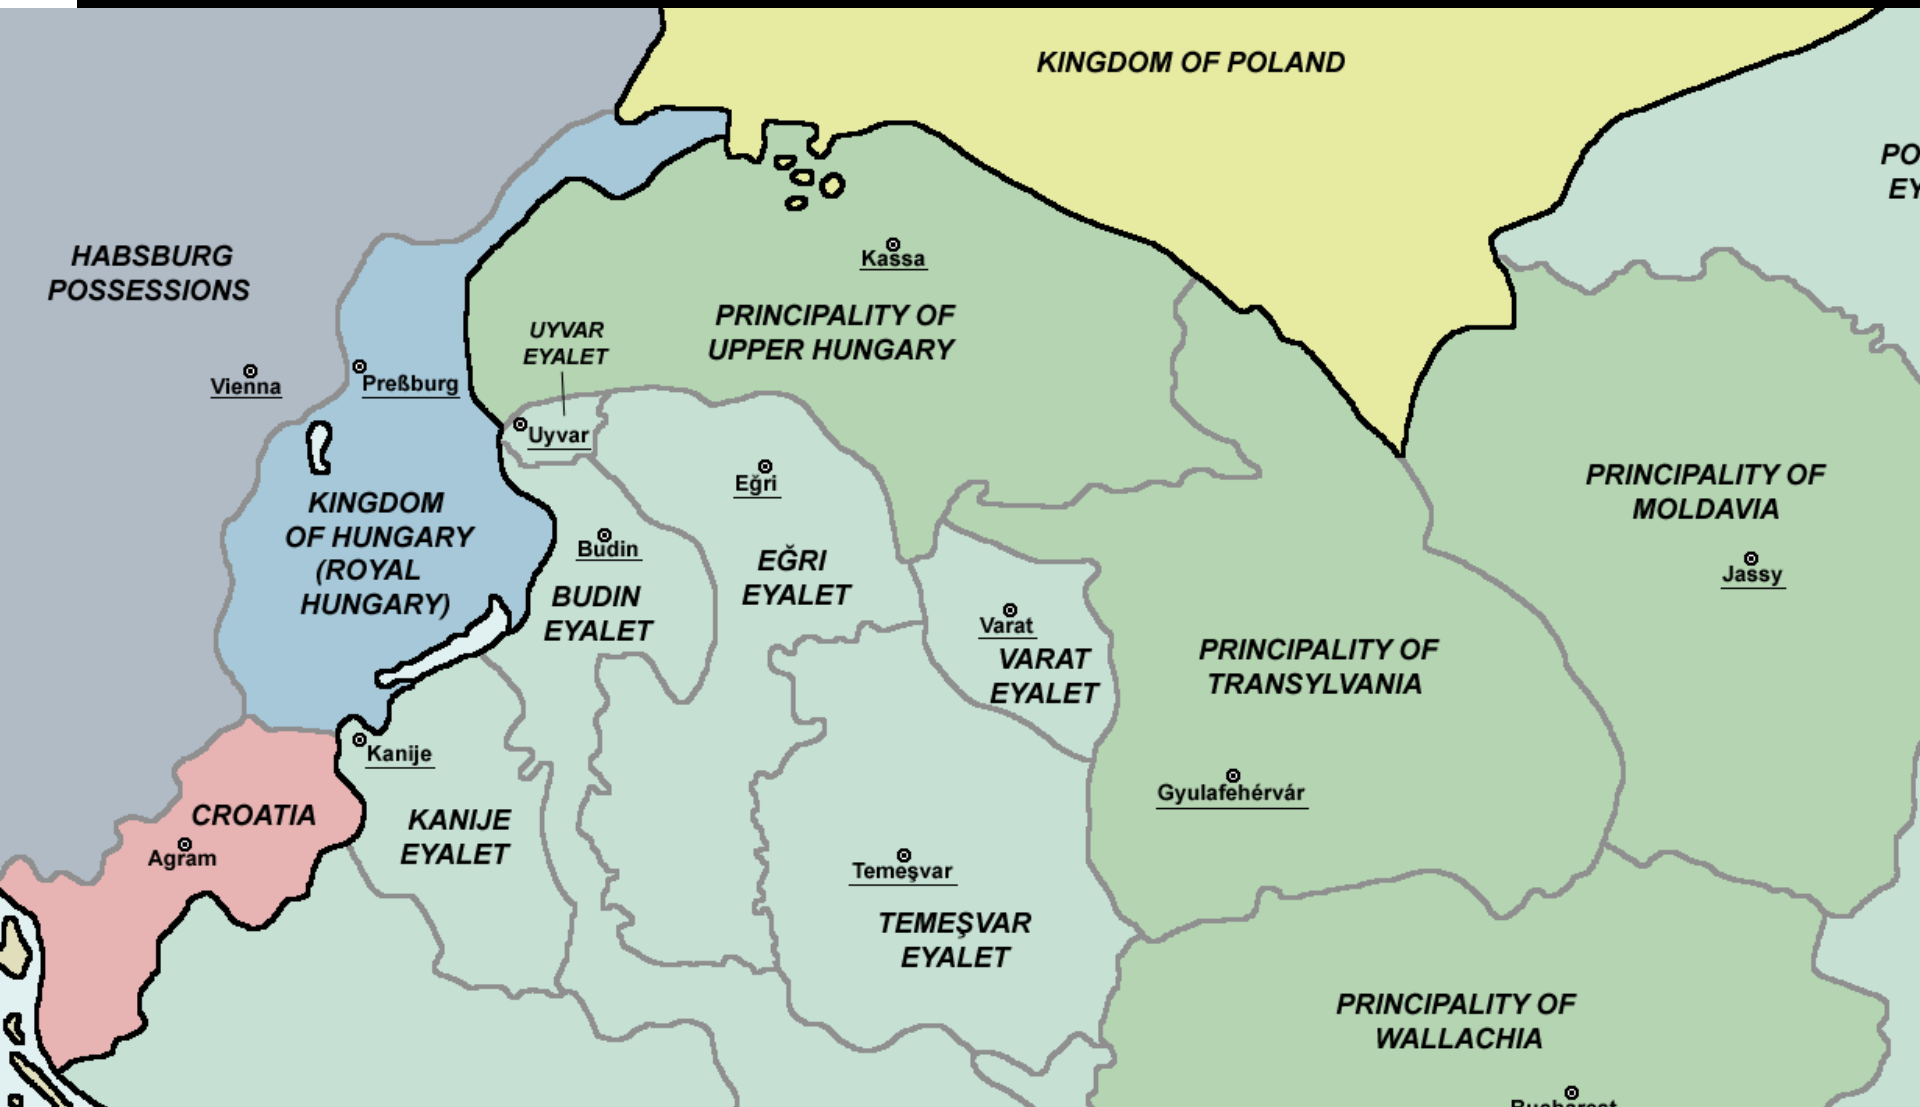 KINGDOM OF POLAND
PO
EY
HABSBURG
POSSESSIONS
Kassa
PRINCIPALITY OF
UPPER HUNGARY
UYVAR
EYALET
Vienna
Preßburg
Uyvar
Eğri
KINGDOM
OF HUNGARY
(ROYAL
HUNGARY)
Budin
BUDIN
EYALET
EĞRI
EYALET
Varat
VARAT
EYALET
PRINCIPALITY OF
TRANSYLVANIA
PRINCIPALITY OF
MOLDAVIA
Jassy
Kanije
KANIJE
EYALET
CROATIA
Agram
Gyulafehérvár
Temeşvar
TEMEŞVAR
EYALET
PRINCIPALITY OF
WALLACHIA
Bucharest